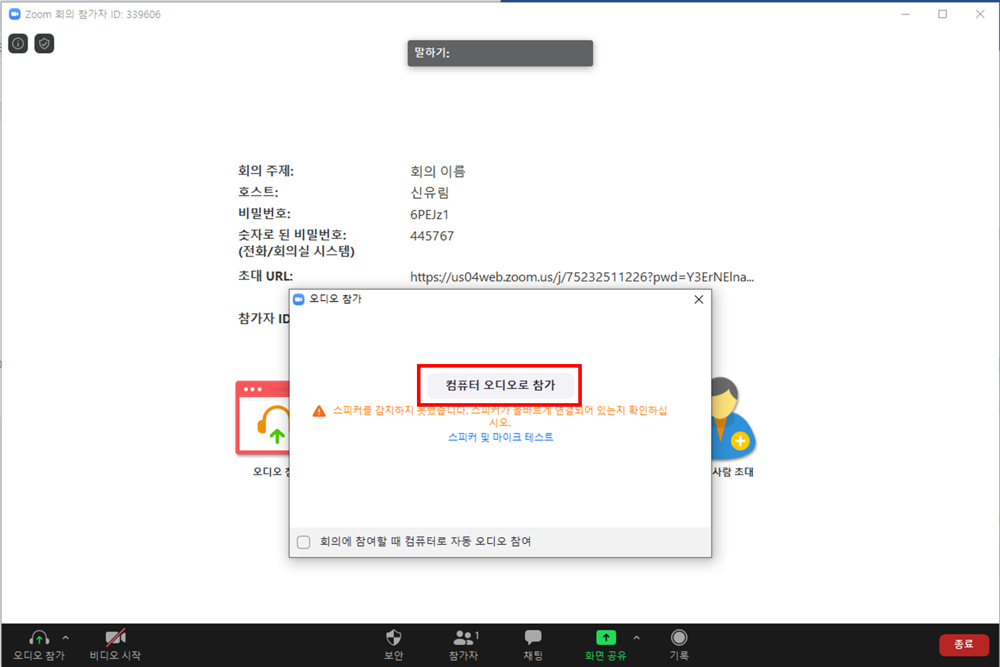 Zoom 회의 참가자 ID: 339606
말하기:
회의 주제: 회의 이름
호스트: 신유림
비밀번호: 6PEJz1
숫자로 된 비밀번호: 445767
(전화/회의실 시스템)
초대 URL: https://us04web.zoom.us/j/75232511226?pwd=Y3ErNElna...
참가자 ID
오디오 참가
컴퓨터 오디오로 참가
스피커를 감지하지 못했습니다. 스피커가 올바르게 연결되어 있는지 확인하십
시오.
스피커 및 마이크 테스트
오디오
사람 초대
회의에 참여할 때 컴퓨터로 자동 오디오 참여
오디오 참가
비디오 시작
보안
1
참가자
채팅
화면 공유
기록
종료